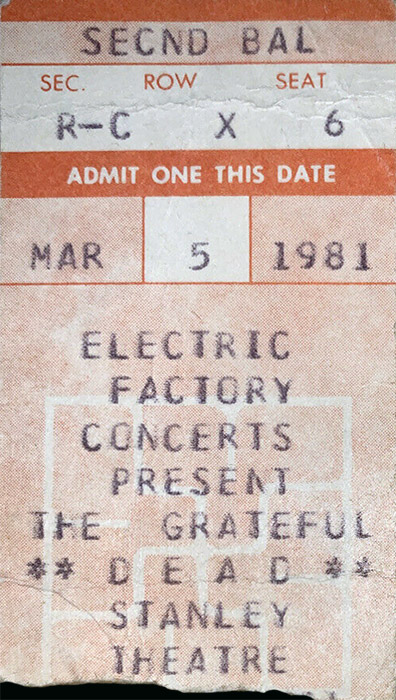 SECND BAL
SEC. ROW SEAT
R-C X 6
ADMIT ONE THIS DATE
MAR 5 1981
ELECTRIC
FACTORY
CONCERTS
PRESENT
THE GRATEFUL
** D E A D **
STANLEY
THEATRE